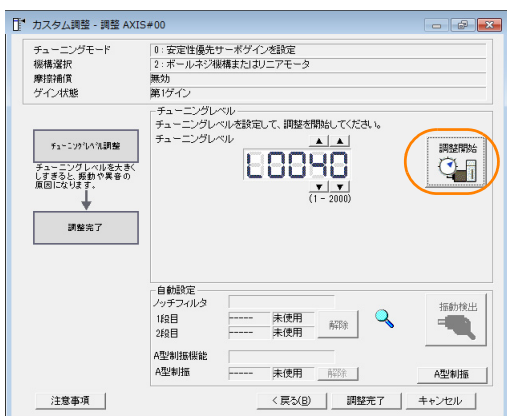 カスタム調整 - 調整 AXIS#00
チューニングモード 0 : 安定性優先サーボゲインを設定
機構選択 2 : ボールネジ機構またはリニアモータ
摩擦補償 無効
ゲイン状態 第1ゲイン
チューニングレベル
チューニングレベルを設定して、調整を開始してください。
チューニングレベル
L0040
(1 - 2000)
調整開始
チューニングレベル調整
チューニングレベルを大きく
しすぎると、振動や異音の
原因になります。
調整完了
自動設定
ノッチフィルタ
1段目 ----- 未使用
2段目 ----- 未使用
解除
振動検出
A型制振機能
A型制振 ----- 未使用 解除
A型制振
注意事項
< 戻る(B)
調整完了
キャンセル